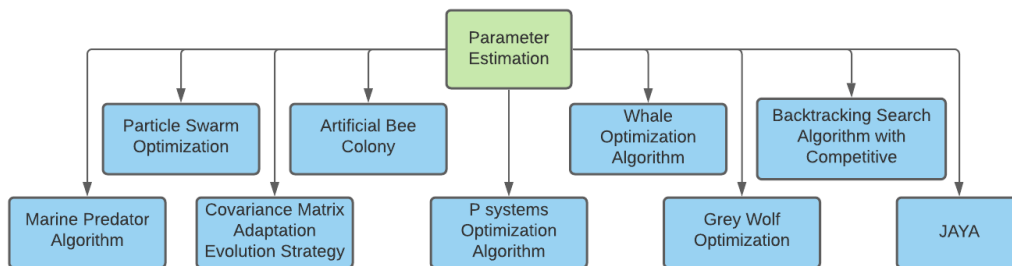 Parameter
Estimation
Particle Swarm
Optimization
Artificial Bee
Colony
Whale
Optimization
Algorithm
Backtracking Search
Algorithm with
Competitive
Marine Predator
Algorithm
Covariance Matrix
Adaptation
Evolution Strategy
P systems
Optimization
Algorithm
Grey Wolf
Optimization
JAYA